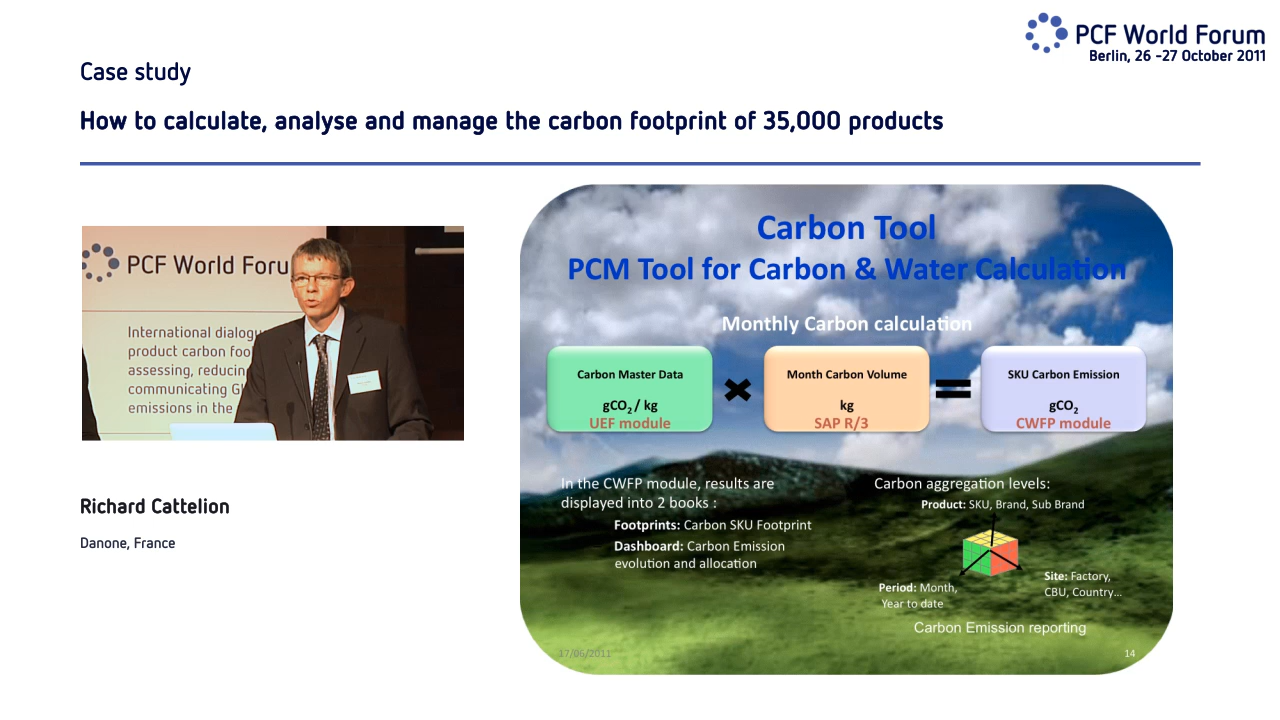 PCF World Forum
Berlin, 26 -27 October 2011
Case study
How to calculate, analyse and manage the carbon footprint of 35,000 products
PCF World Foru
International dialogu
product carbon foo
assessing, reducin
communicating G
emissions in the
Richard Cattelion
Danone, France
Carbon Tool
PCM Tool for Carbon & Water Calculation
Monthly Carbon calculation
Carbon Master Data
gCO₂ / kg
UEF module
Month Carbon Volume
kg
SAP R/3
SKU Carbon Emission
gCO₂
CWFP module
In the CWFP module, results are
displayed into 2 books :
Footprints: Carbon SKU Footprint
Dashboard: Carbon Emission
evolution and allocation
Carbon aggregation levels:
Product: SKU, Brand, Sub Brand
Period: Month,
Year to date
Site: Factory,
CBU, Country...
Carbon Emission reporting
17/06/2011
14